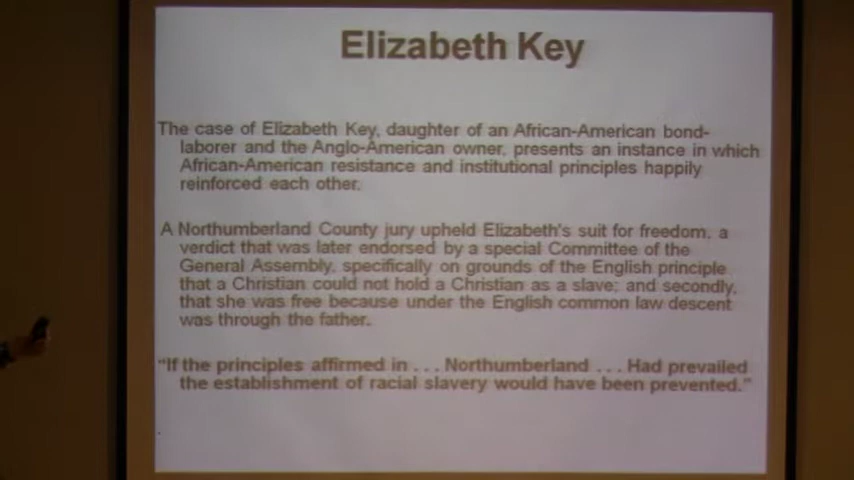 Elizabeth Key
The case of Elizabeth Key, daughter of an African-American bond-
laborer and the Anglo-American owner, presents an instance in which
African-American resistance and institutional principles happily
reinforced each other.
A Northumberland County jury upheld Elizabeth's suit for freedom, a
verdict that was later endorsed by a special Committee of the
General Assembly, specifically on grounds of the English principle
that a Christian could not hold a Christian as a slave; and secondly,
that she was free because under the English common law descent
was through the father.
"If the principles affirmed in . . . Northumberland . . . Had prevailed
the establishment of racial slavery would have been prevented."